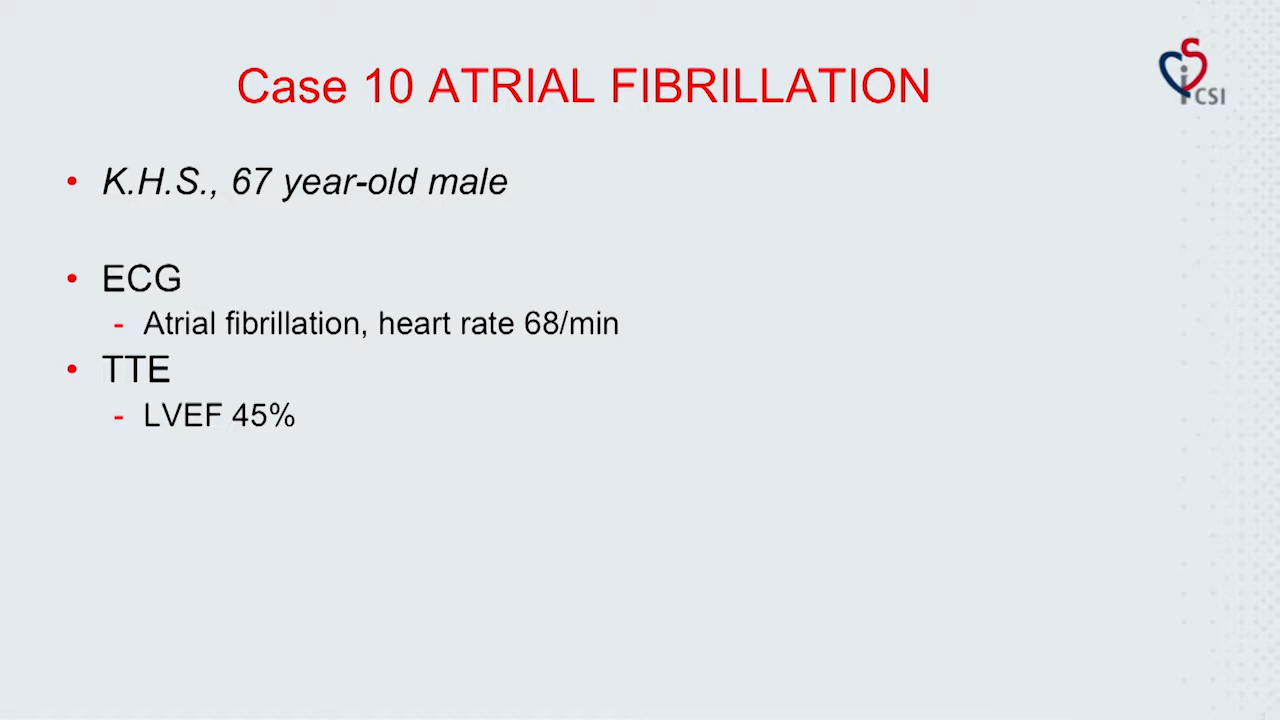 Case 10 ATRIAL FIBRILLATION
CSI
• K.H.S., 67 year-old male
• ECG
- Atrial fibrillation, heart rate 68/min
• TTE
- LVEF 45%